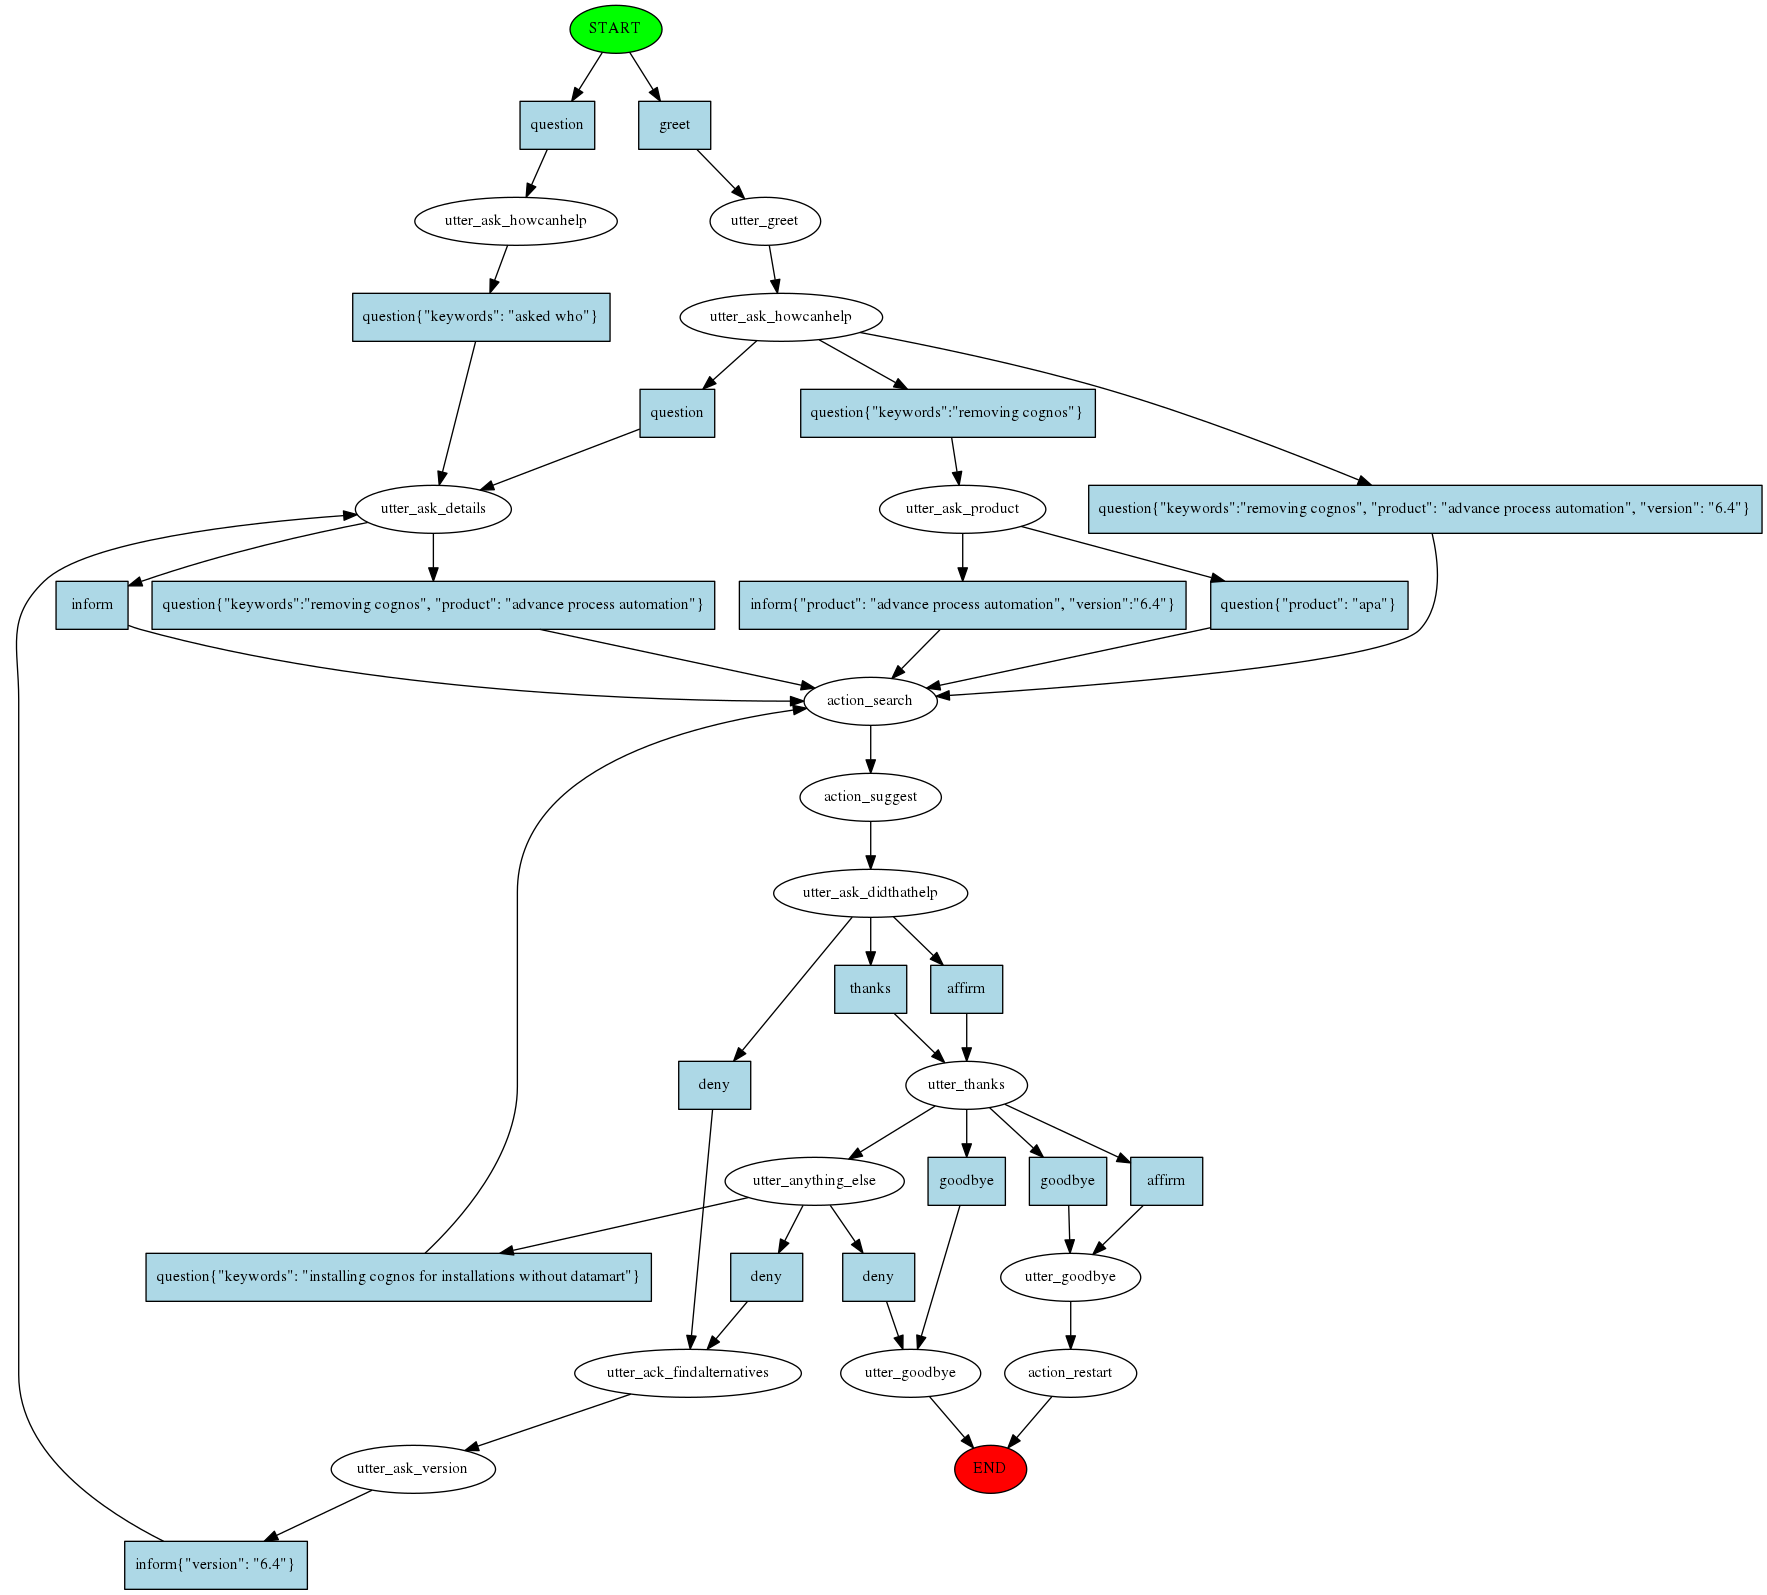 START
question
greet
utter_ask_howcanhelp
utter_greet
question{"keywords": "asked who"}
utter_ask_howcanhelp
question
question{"keywords":"removing cognos"}
utter_ask_details
utter_ask_product
question{"keywords":"removing cognos", "product": "advance process automation", "version": "6.4"}
inform
question{"keywords":"removing cognos", "product": "advance process automation"}
inform{"product": "advance process automation", "version":"6.4"}
question{"product": "apa"}
action_search
action_suggest
utter_ask_didthathelp
thanks
affirm
deny
utter_thanks
utter_anything_else
goodbye
goodbye
affirm
question{"keywords": "installing cognos for installations without datamart"}
deny
deny
utter_goodbye
utter_ack_findalternatives
utter_goodbye
action_restart
utter_ask_version
END
inform{"version": "6.4"}